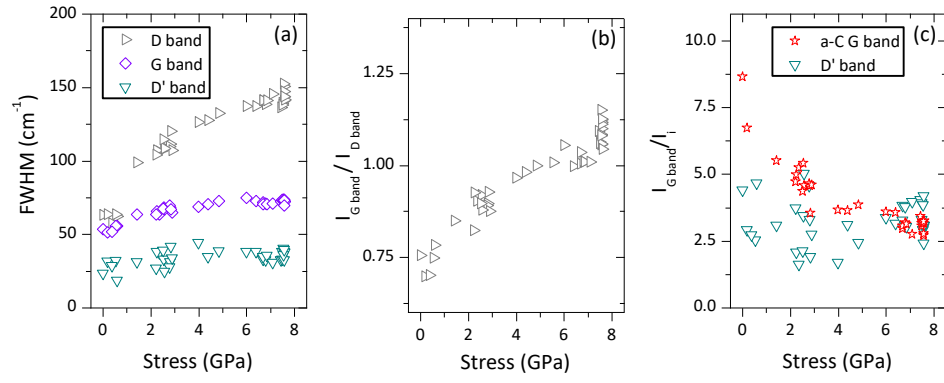 (a)
D band
G band
D' band
FWHM (cm⁻¹)
200
150
100
50
0
0 2 4 6 8
Stress (GPa)
(b)
I G band / I D band
1.25
1.00
0.75
0 2 4 6 8
Stress (GPa)
(c)
a-C G band
D' band
I G band/I i
10.0
7.5
5.0
2.5
0.0
0 2 4 6 8
Stress (GPa)